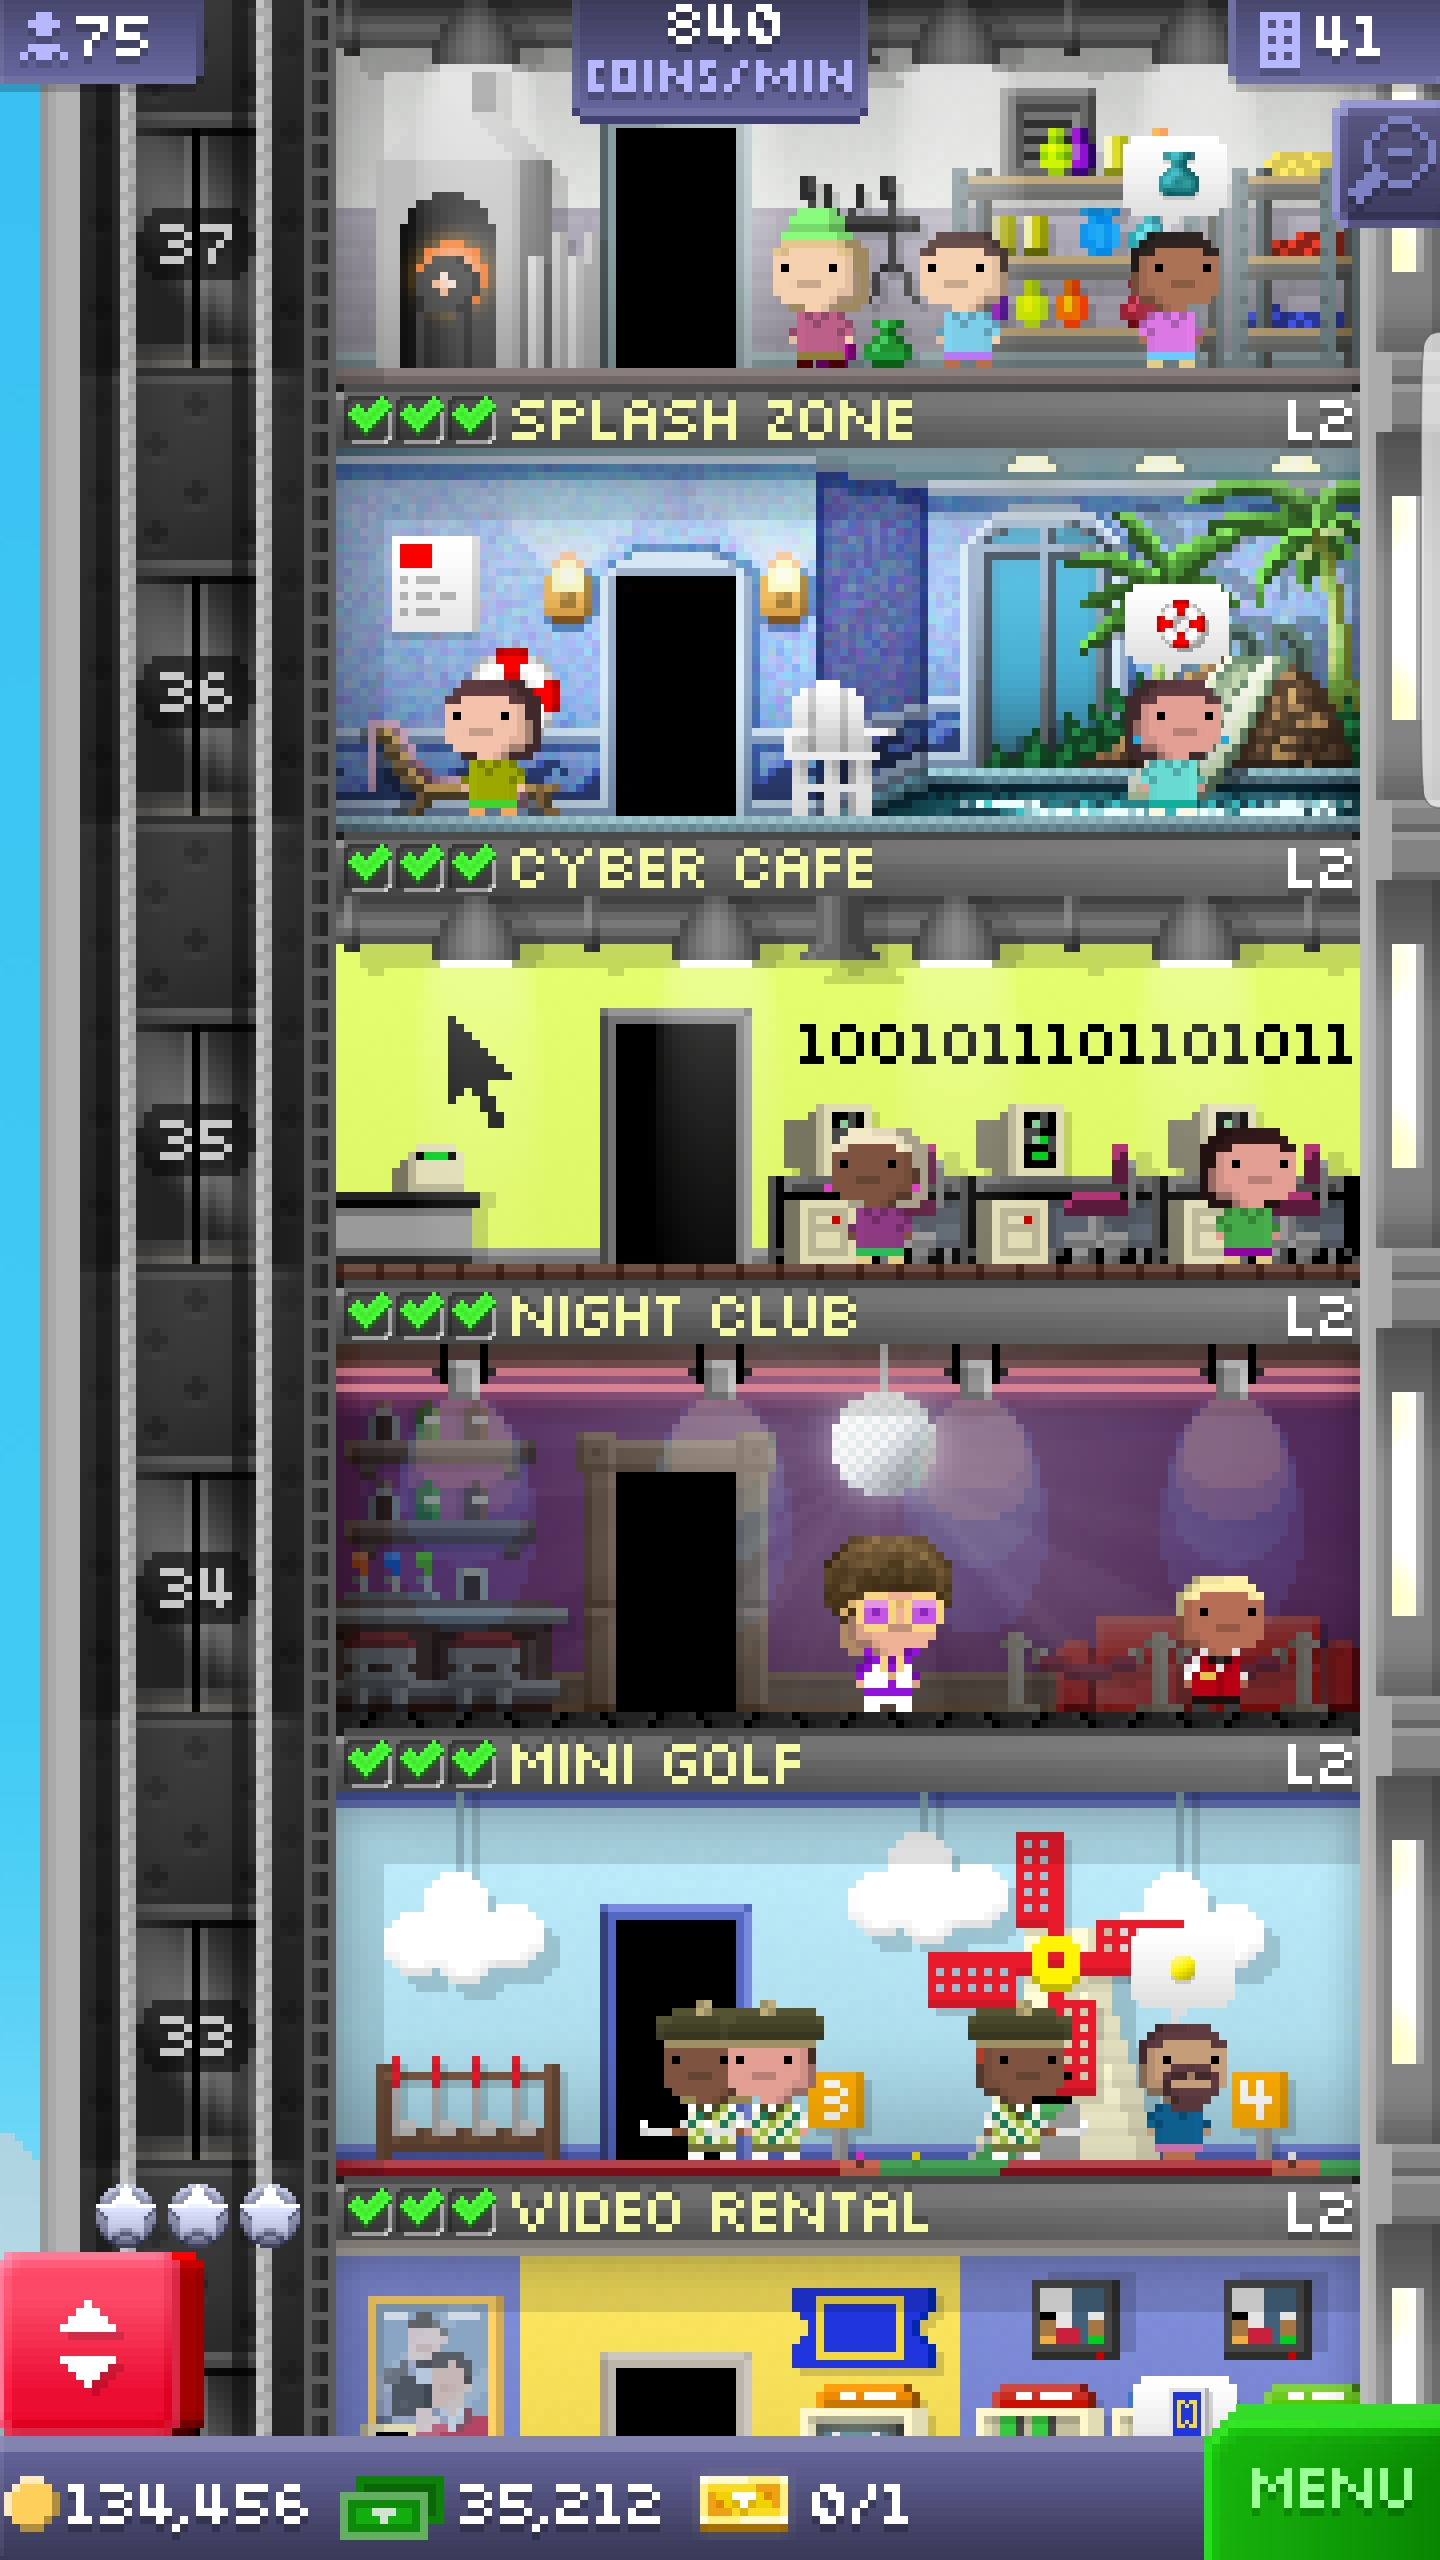 75
840
COINS/MIN
41
37
SPLASH ZONE L2
36
CYBER CAFE L2
1001011101101011
35
NIGHT CLUB L2
34
MINI GOLF L2
33
3
4
VIDEO RENTAL L2
134,456
35,212
0/1
MENU